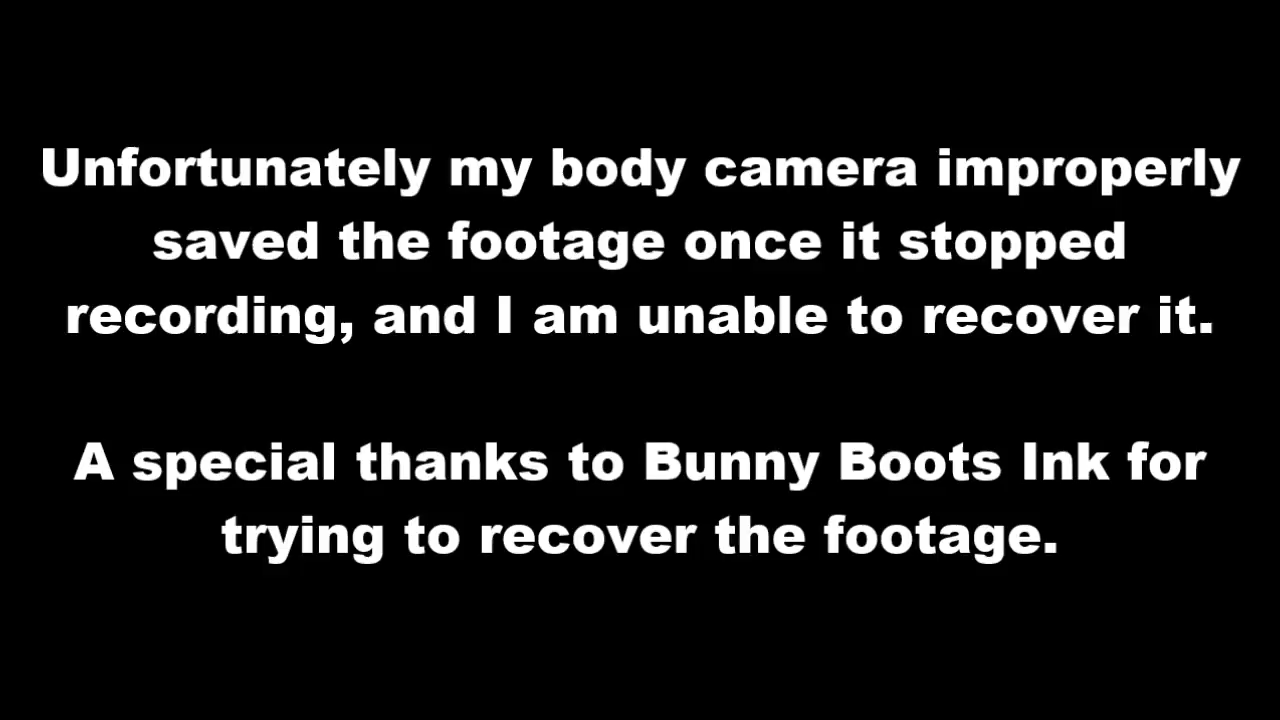 Unfortunately my body camera improperly
saved the footage once it stopped
recording, and I am unable to recover it.
A special thanks to Bunny Boots Ink for
trying to recover the footage.